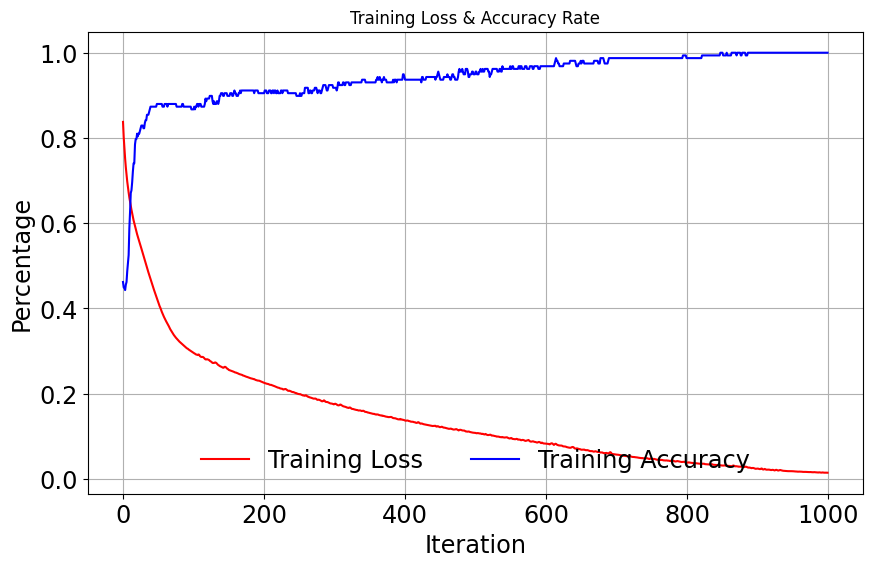 Training Loss & Accuracy Rate
Percentage
1.0
0.8
0.6
0.4
0.2
0.0
Training Loss
Training Accuracy
0 200 400 600 800 1000
Iteration